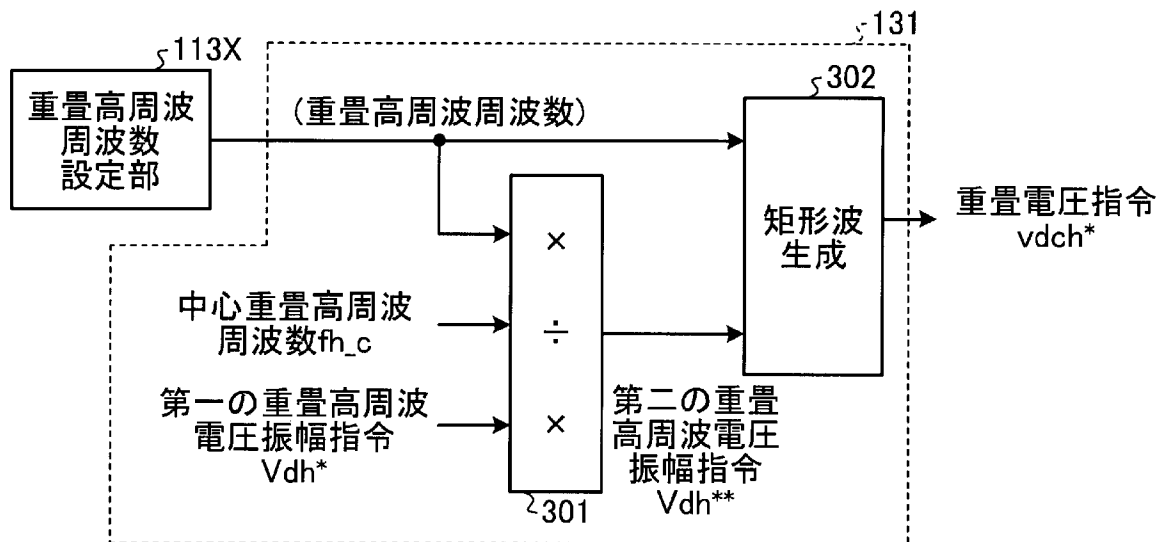 131
113X
重畳高周波
周波数
設定部
(重畳高周波周波数)
302
矩形波
生成
重畳電圧指令
vdch*
×
÷
×
中心重畳高周波
周波数fh_c
第一の重畳高周波
電圧振幅指令
Vdh*
第二の重畳
高周波電圧
振幅指令
Vdh**
301